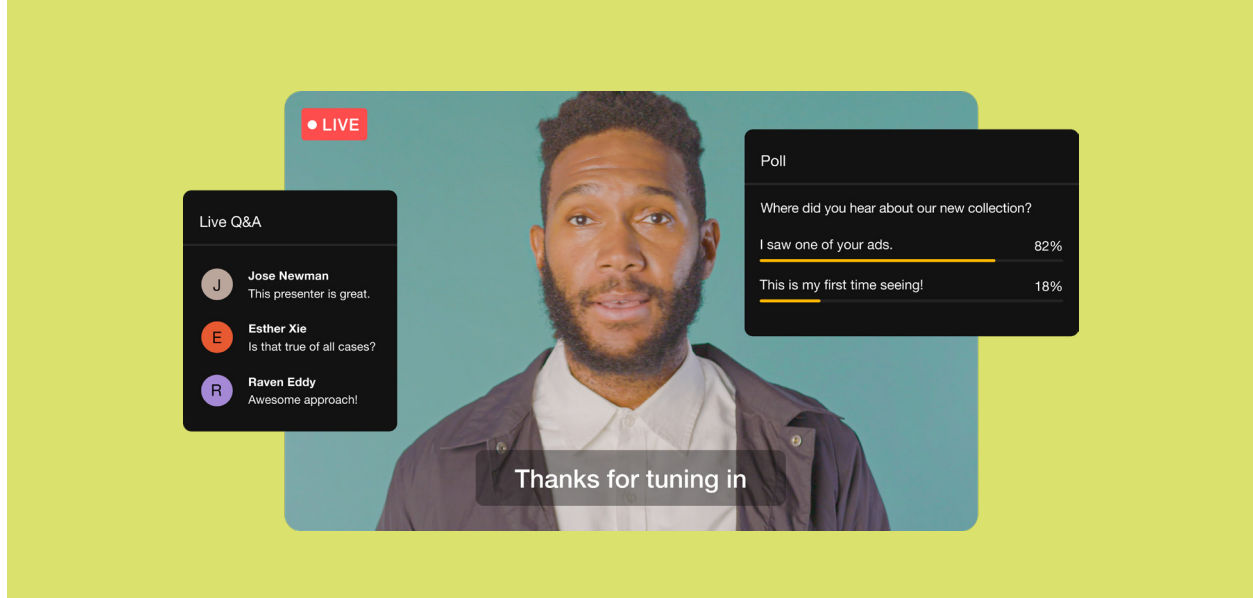 LIVE
Live Q&A
J
Jose Newman
This presenter is great.
E
Esther Xie
Is that true of all cases?
R
Raven Eddy
Awesome approach!
Poll
Where did you hear about our new collection?
I saw one of your ads.
82%
This is my first time seeing!
18%
Thanks for tuning in